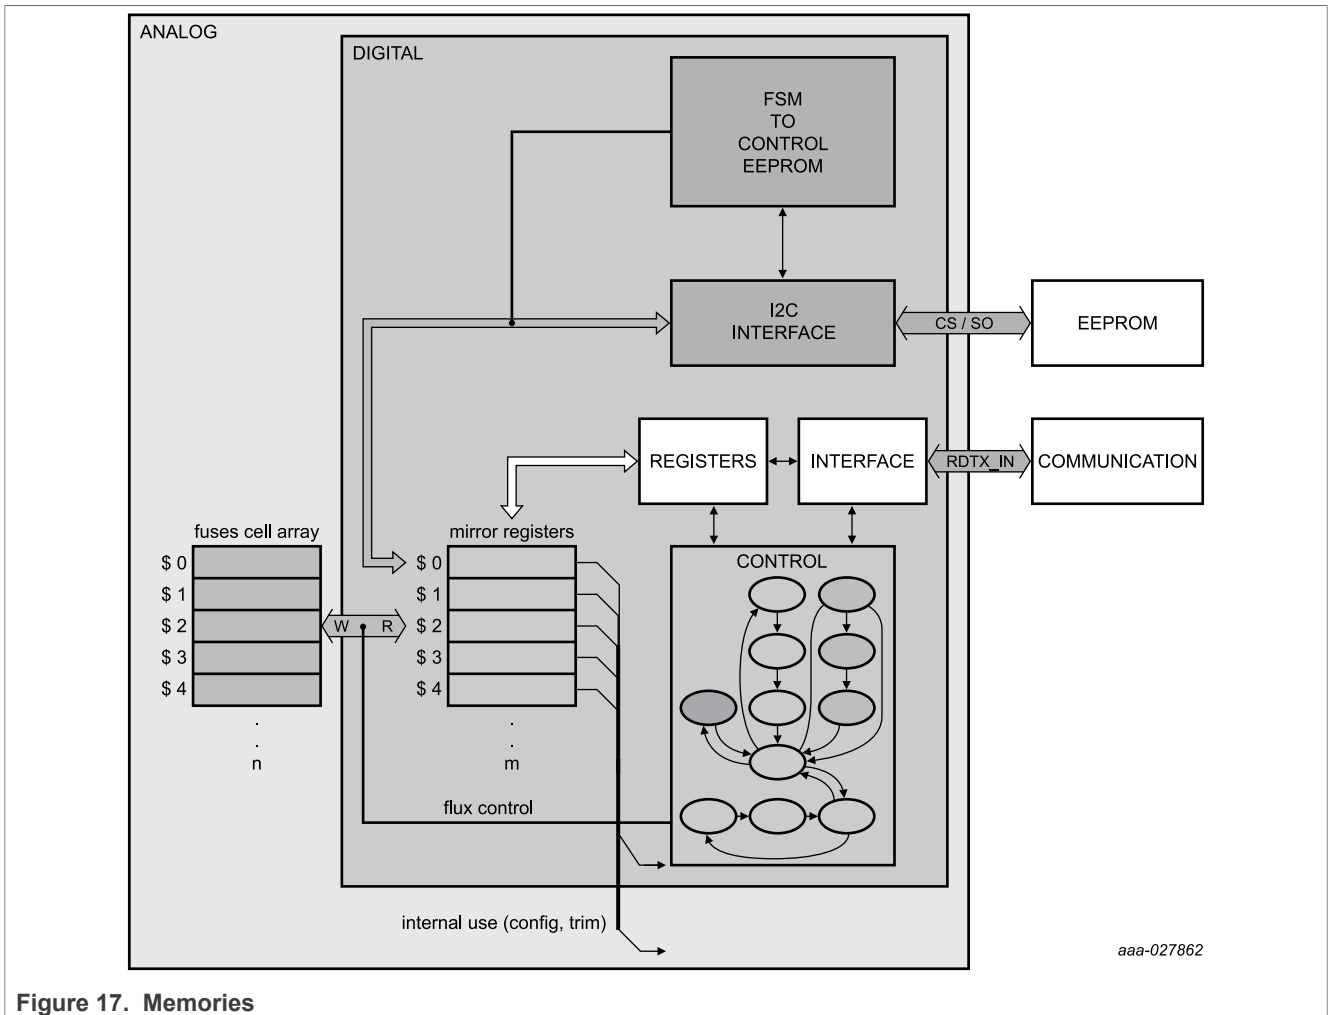 ANALOG
DIGITAL
FSM
TO
CONTROL
EEPROM
I2C
INTERFACE
CS / SO
EEPROM
REGISTERS
INTERFACE
RDTX_IN
COMMUNICATION
fuses cell array
mirror registers
CONTROL
$ 0
$ 1
$ 2
$ 3
$ 4
.
.
n
W R
$ 0
$ 1
$ 2
$ 3
$ 4
.
.
m
flux control
internal use (config, trim)
aaa-027862
Figure 17. Memories